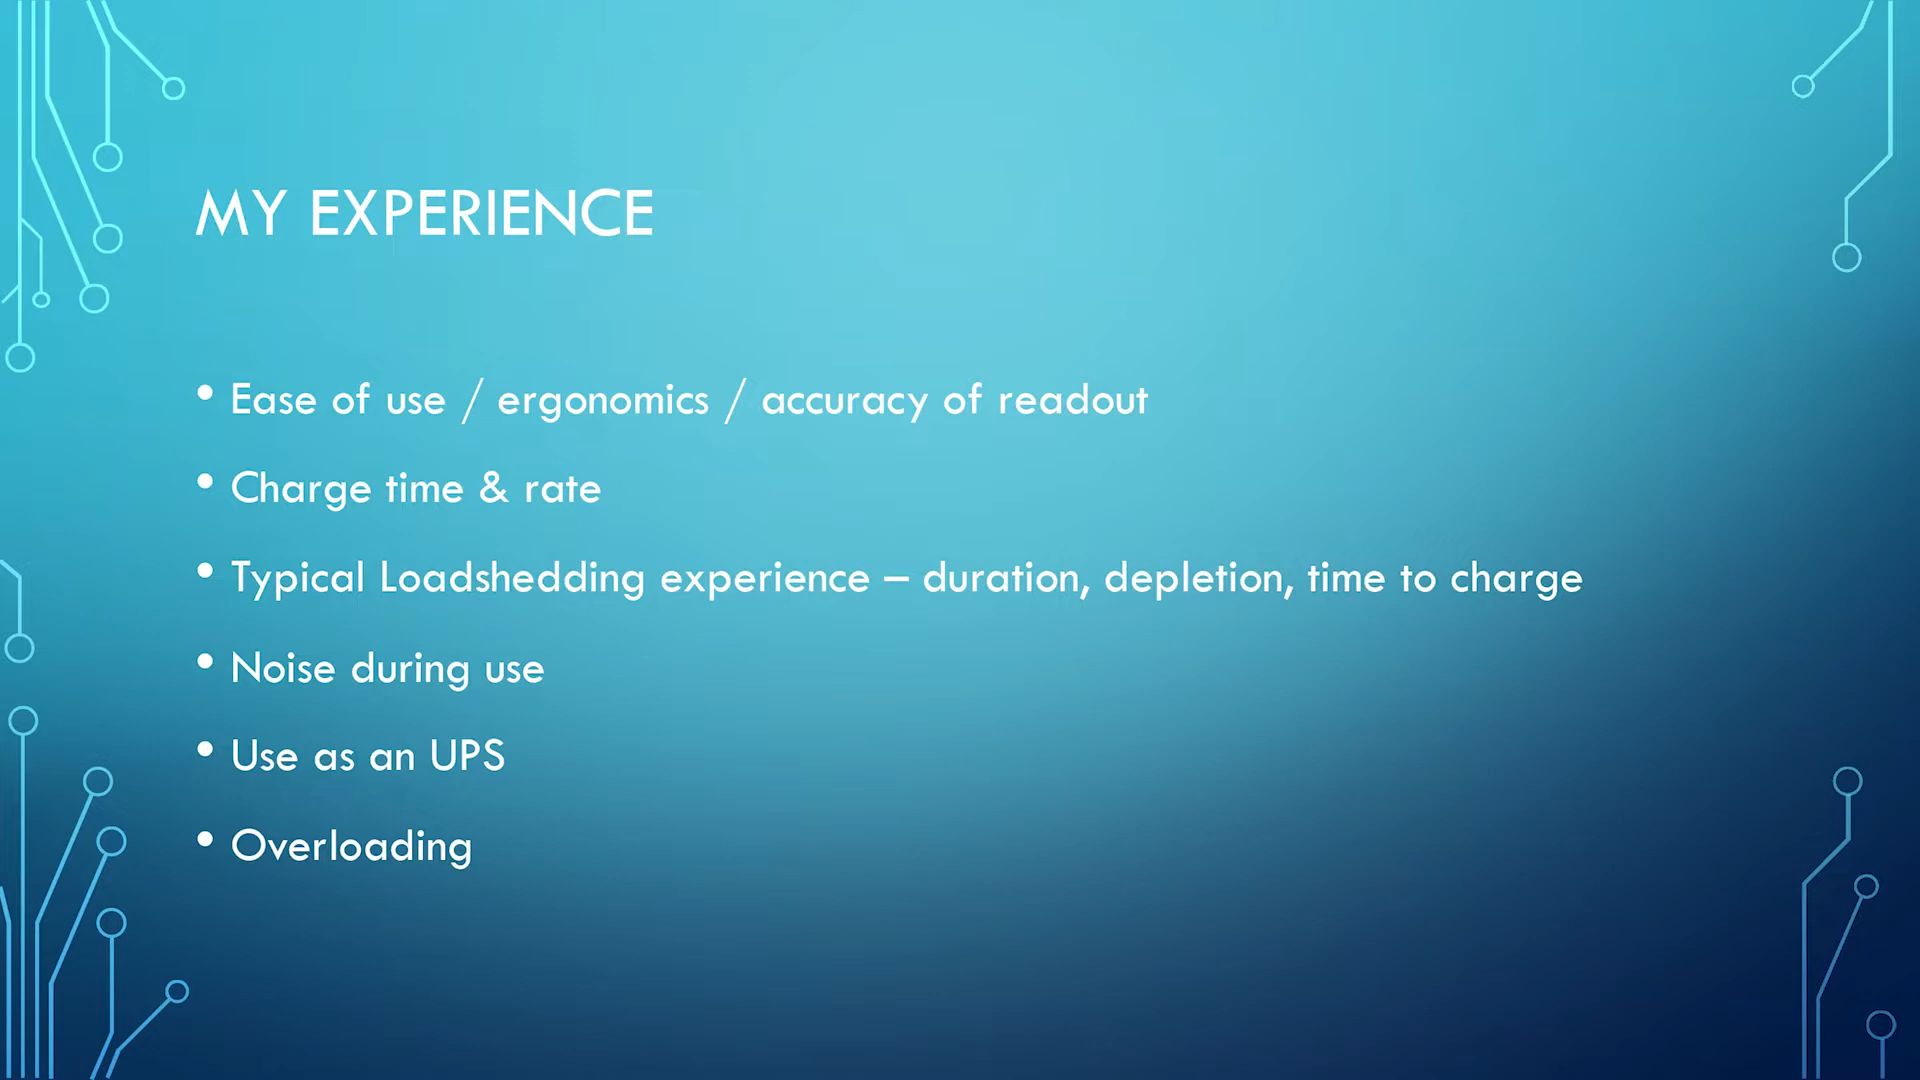 MY EXPERIENCE
• Ease of use / ergonomics / accuracy of readout
• Charge time & rate
• Typical Loadshedding experience – duration, depletion, time to charge
• Noise during use
• Use as an UPS
• Overloading